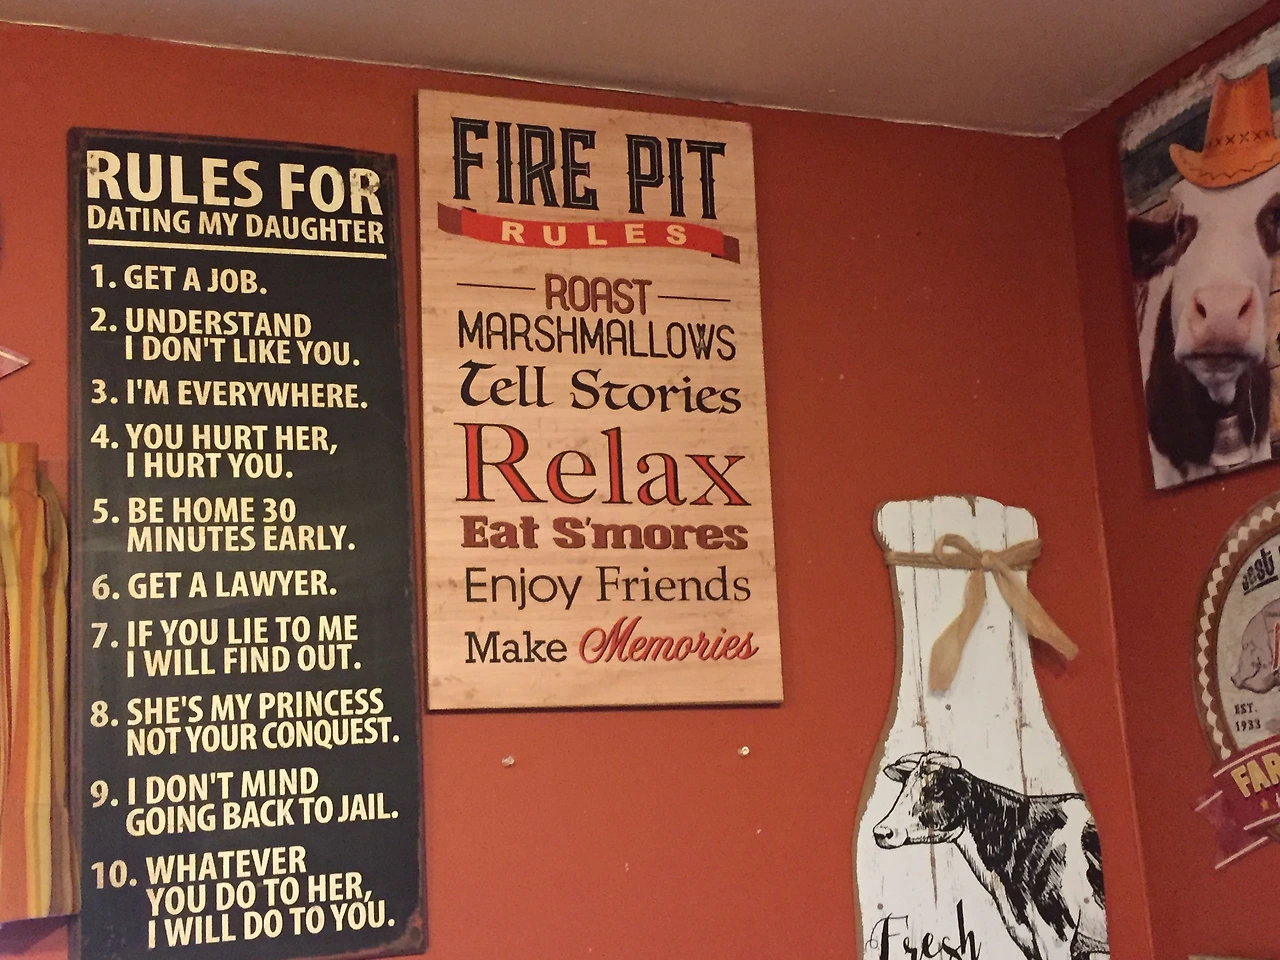 RULES FOR
DATING MY DAUGHTER
1. GET A JOB.
2. UNDERSTAND
I DON'T LIKE YOU.
3. I'M EVERYWHERE.
4. YOU HURT HER,
I HURT YOU.
5. BE HOME 30
MINUTES EARLY.
6. GET A LAWYER.
7. IF YOU LIE TO ME
I WILL FIND OUT.
8. SHE'S MY PRINCESS
NOT YOUR CONQUEST.
9. I DON'T MIND
GOING BACK TO JAIL.
10. WHATEVER
YOU DO TO HER,
I WILL DO TO YOU.
FIRE PIT
RULES
ROAST
MARSHMALLOWS
Tell Stories
Relax
Eat S'mores
Enjoy Friends
Make Memories
Fresh
EST.
1933